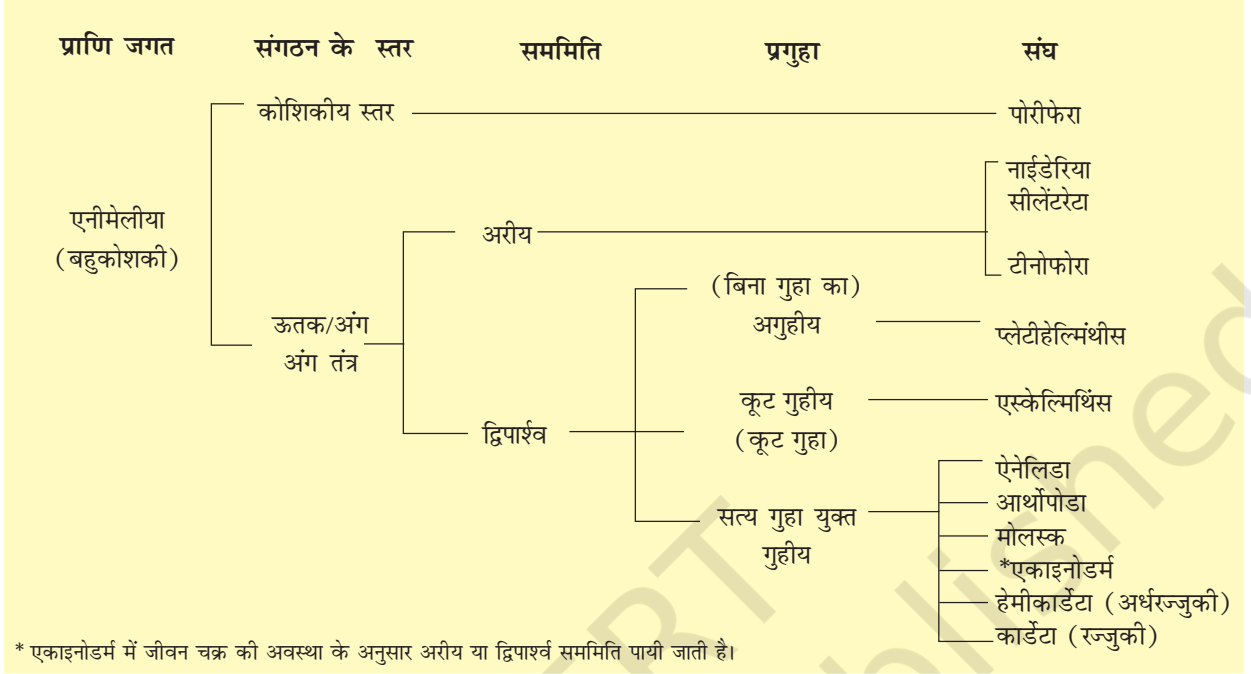 प्राणि जगत संगठन के स्तर सममिति प्रगुहा संघ
कोशिकीय स्तर पोरीफेरा
नाईडेरिया
सीलेंटरेटा
एनीमेलीया
(बहुकोशकी)
अरीय
टीनोफोरा
(बिना गुहा का)
अगुहीय
ऊतक/अंग
अंग तंत्र
प्लेटीहेल्मिंथीस
कूट गुहीय
(कूट गुहा)
एस्केल्मिथिंस
द्विपार्श्व
ऐनेलिडा
सत्य गुहा युक्त
गुहीय
आर्थोपोडा
मोलस्क
*एकाइनोडर्म
हेमीकार्डेटा (अर्धरज्जुकी)
कार्डेटा (रज्जुकी)
* एकाइनोडर्म में जीवन चक्र की अवस्था के अनुसार अरीय या द्विपार्श्व सममिति पायी जाती है।